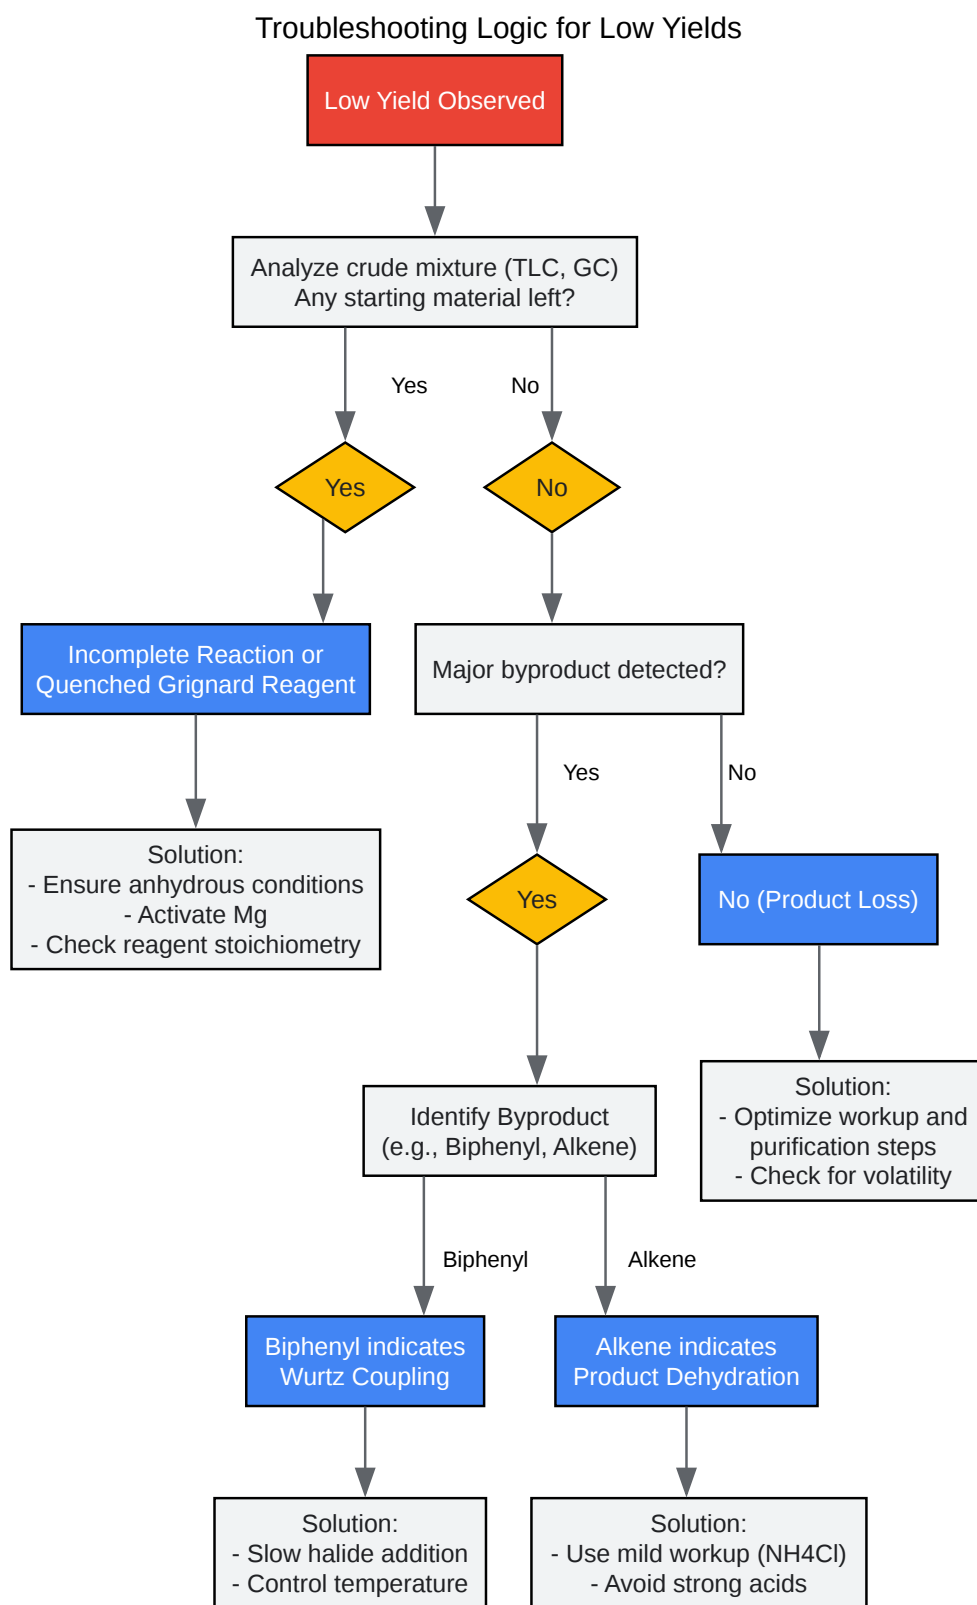 Troubleshooting Logic for Low Yields
Low Yield Observed
Analyze crude mixture (TLC, GC)
Any starting material left?
Yes
No
Yes
No
Incomplete Reaction or
Quenched Grignard Reagent
Major byproduct detected?
Yes
No
Solution:
- Ensure anhydrous conditions
- Activate Mg
- Check reagent stoichiometry
Yes
No (Product Loss)
Identify Byproduct
(e.g., Biphenyl, Alkene)
Solution:
- Optimize workup and
purification steps
- Check for volatility
Biphenyl
Alkene
Biphenyl indicates
Wurtz Coupling
Alkene indicates
Product Dehydration
Solution:
- Slow halide addition
- Control temperature
Solution:
- Use mild workup (NH4Cl)
- Avoid strong acids